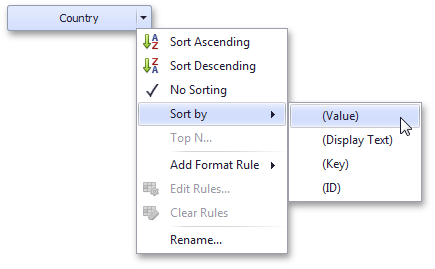 Country
Sort Ascending
Sort Descending
No Sorting
Sort by
(Value)
(Display Text)
(Key)
(ID)
Top N...
Add Format Rule
Edit Rules...
Clear Rules
Rename...